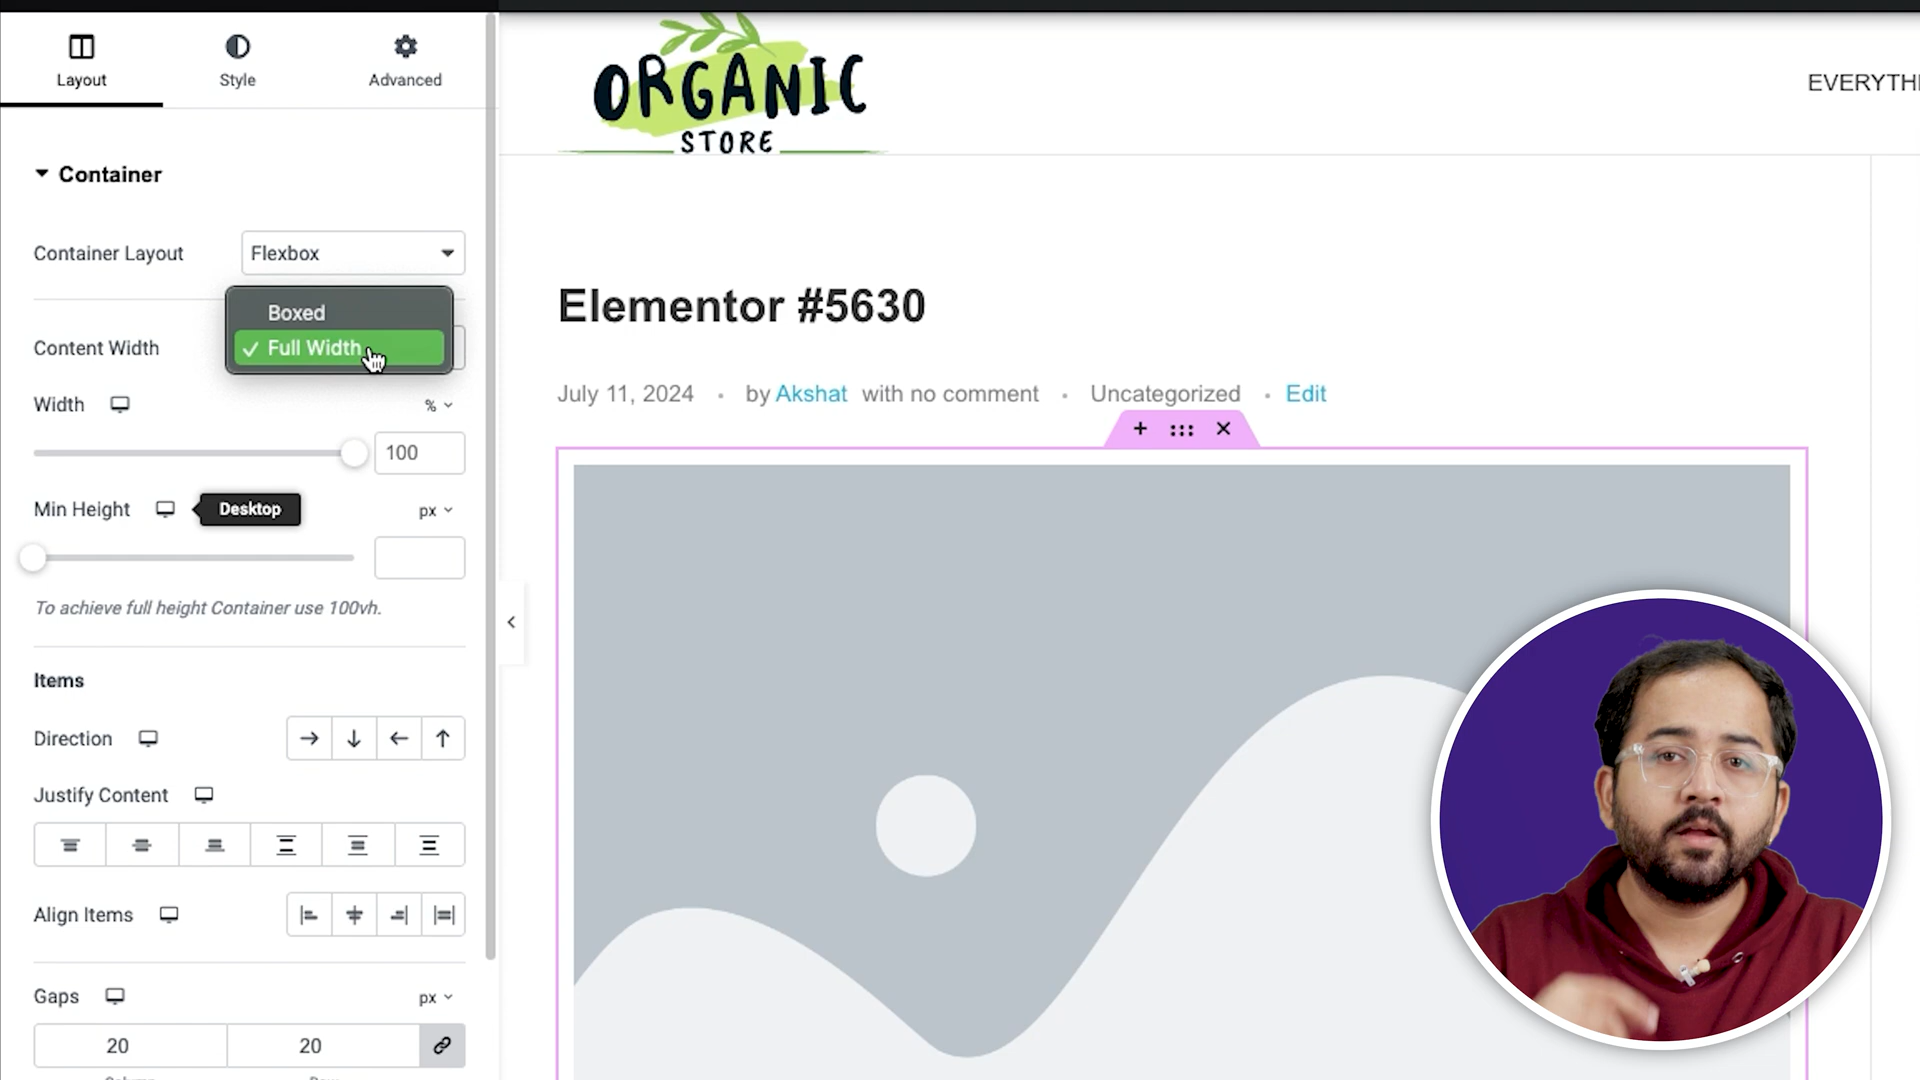 Layout
Style
Advanced
ORGANIC
STORE
EVERYTHI
Container
Container Layout
Flexbox
Boxed
Content Width
Full Width
Width
%
100
Min Height
Desktop
px
To achieve full height Container use 100vh.
Items
Direction
Justify Content
Align Items
Gaps
px
20
20
Elementor #5630
July 11, 2024 • by Akshat with no comment • Uncategorized • Edit